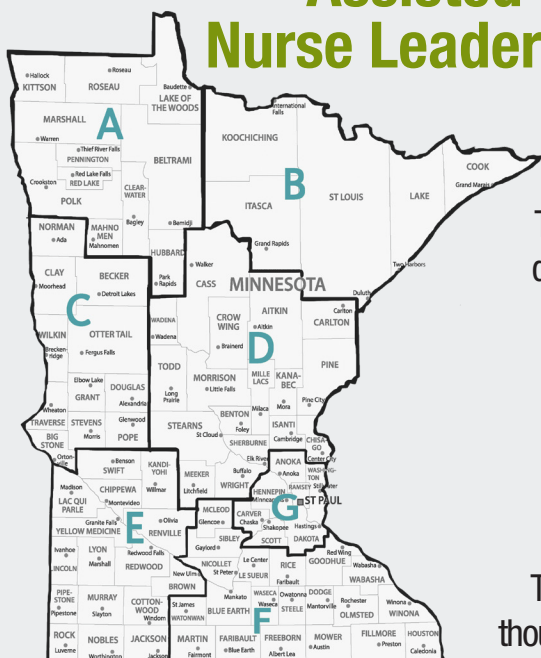 Assisted
Nurse Leader
Hallock
KITTSON
Roseau
ROSEAU
Baudette
LAKE OF
THE WOODS
MARSHALL
A
Warren
Thief River Falls
PENNINGTON
Red Lake Falls
RED LAKE
Crookston
POLK
CLEAR-
WATER
BELTRAMI
Bagley
Bemidji
International
Falls
KOOCHICHING
B
ITASCA
ST LOUIS
LAKE
COOK
Grand Marais
Grand Rapids
Two Harbors
NORMAN
Ada
MAHNO
MEN
Mahnomen
HUBBARD
Park
Rapids
Walker
CASS
MINNESOTA
Duluth
CLAY
Moorhead
BECKER
Detroit Lakes
C
WILKIN
Brecken-
ridge
OTTER TAIL
Fergus Falls
WADENA
Wadena
CROW
WING
Brainerd
AITKIN
Aitkin
D
Carlton
CARLTON
PINE
Pine City
Elbow Lake
GRANT
DOUGLAS
Alexandria
TODD
Long
Prairie
MORRISON
Little Falls
MILLE
LACS
Milaca
KANA-
BEC
Mora
Wheaton
TRAVERSE
STEVENS
Morris
Glenwood
POPE
BIG
STONE
Orton-
ville
STEARNS
St Cloud
BENTON
Foley
SHERBURNE
Elk River
ISANTI
Cambridge
CHISA-
GO
Center City
Benson
SWIFT
KANDI-
YOHI
Willmar
MEEKER
Litchfield
Buffalo
WRIGHT
ANOKA
Anoka
WASHING-
TON
Stillwater
HENNEPIN
Minneapolis
RAMSEY
ST PAUL
G
CARVER
Chaska
Shakopee
SCOTT
Hastings
DAKOTA
Madison
LAC QUI
PARLE
CHIPPEWA
Montevideo
Granite Falls
YELLOW MEDICINE
E
Olivia
RENVILLE
MCLEOD
Glencoe
SIBLEY
Gaylord
Ivanhoe
LINCOLN
LYON
Marshall
Redwood Falls
REDWOOD
New Ulm
BROWN
NICOLLET
St Peter
Le Center
LE SUEUR
RICE
Faribault
GOODHUE
Red Wing
Wabasha
WABASHA
PIPE-
STONE
Pipestone
MURRAY
Slayton
COTTON-
WOOD
Windom
St James
WATONWAN
Mankato
BLUE EARTH
WASECA
Waseca
Owatonna
STEELE
DODGE
Mantorville
Rochester
OLMSTED
Winona
WINONA
F
ROCK
Luverne
NOBLES
Worthington
JACKSON
Jackson
MARTIN
Fairmont
FARIBAULT
Blue Earth
FREEBORN
Albert Lea
MOWER
Austin
FILLMORE
Preston
HOUSTON
Caledonia
thou